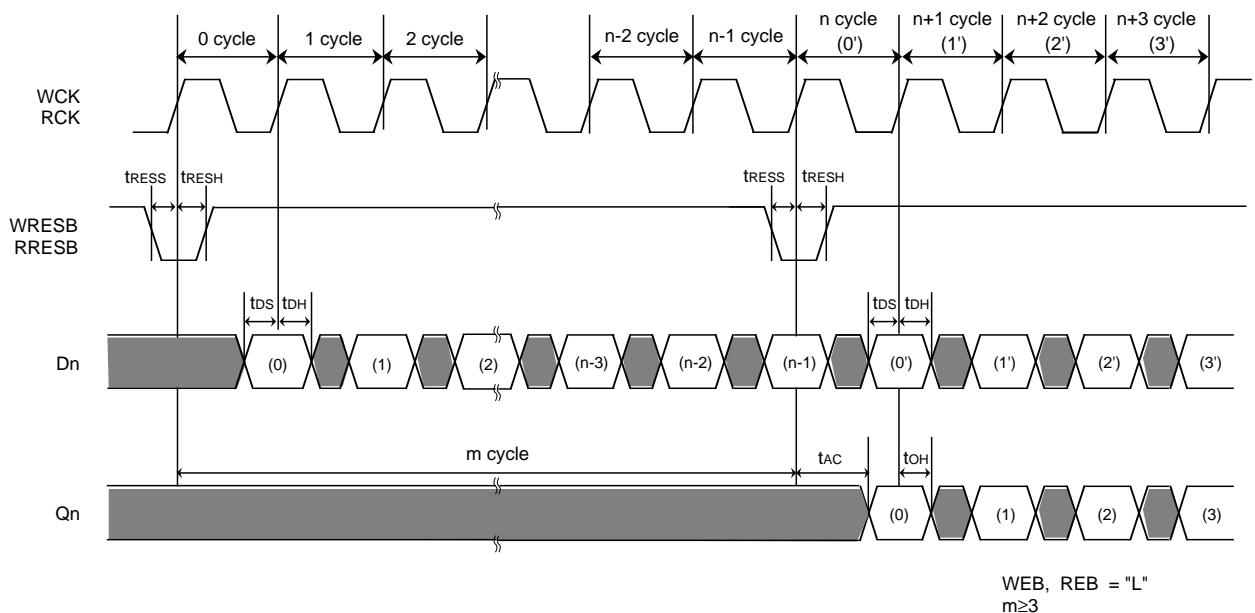 0 cycle 1 cycle 2 cycle n-2 cycle n-1 cycle n cycle (0') n+1 cycle (1') n+2 cycle (2') n+3 cycle (3')
WCK
RCK
tRESS tRESH tRESS tRESH
WRESB
RRESB
tDS tDH tDS tDH
Dn (0) (1) (2) (n-3) (n-2) (n-1) (0') (1') (2') (3')
m cycle tAC tOH
Qn (0) (1) (2) (3)
WEB, REB = "L"
m≥3